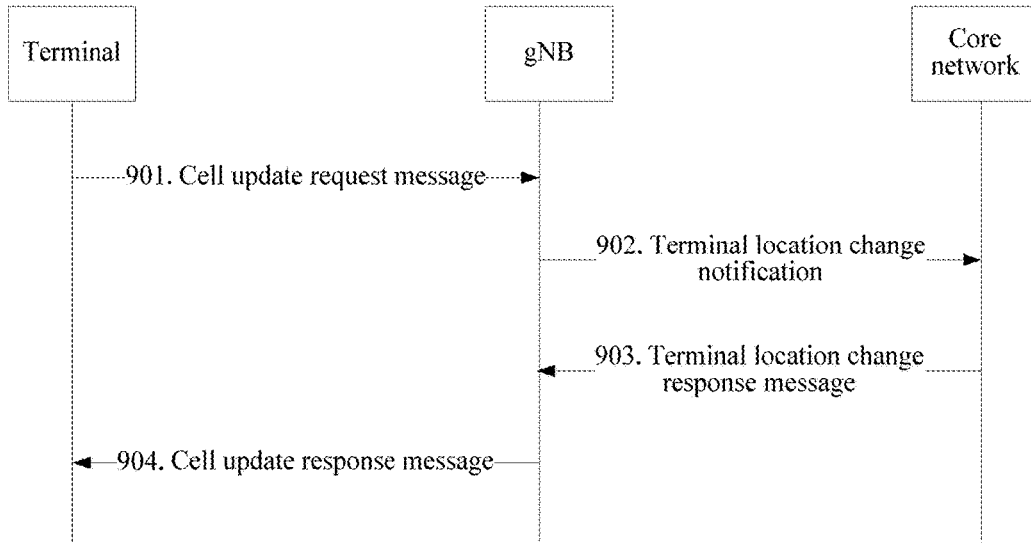 Terminal
gNB
Core
network
901. Cell update request message
902. Terminal location change
notification
903. Terminal location change
response message
904. Cell update response message